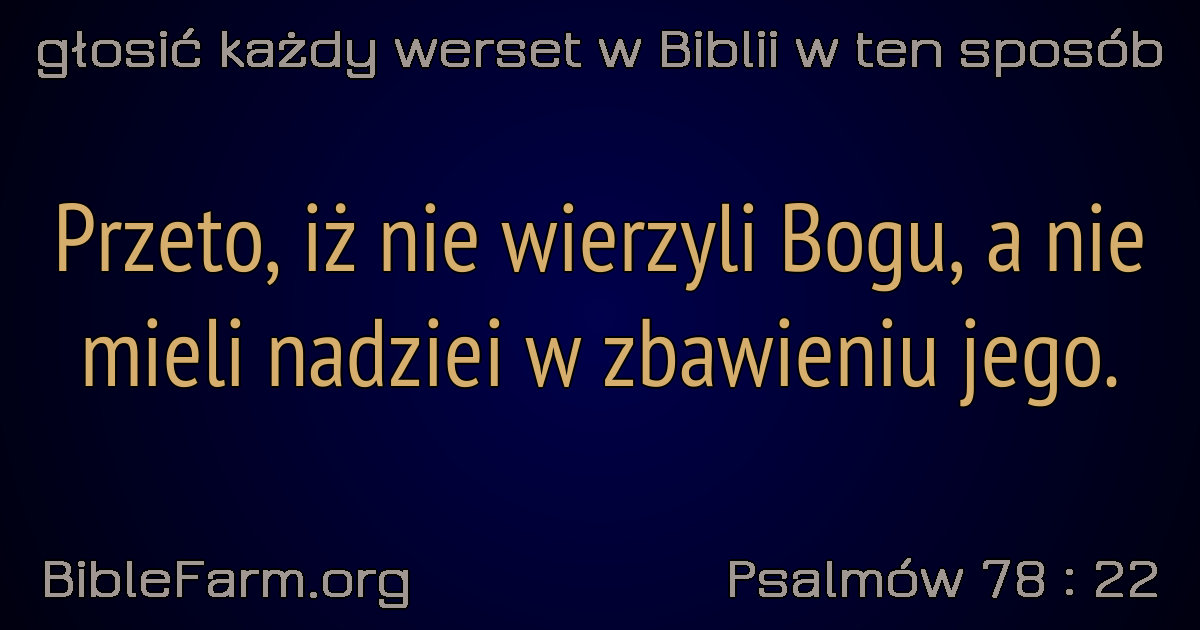 głosić każdy werset w Biblii w ten sposób
Przeto, iż nie wierzyli Bogu, a nie
mieli nadziei w zbawieniu jego.
BibleFarm.org
Psalmów 78 : 22